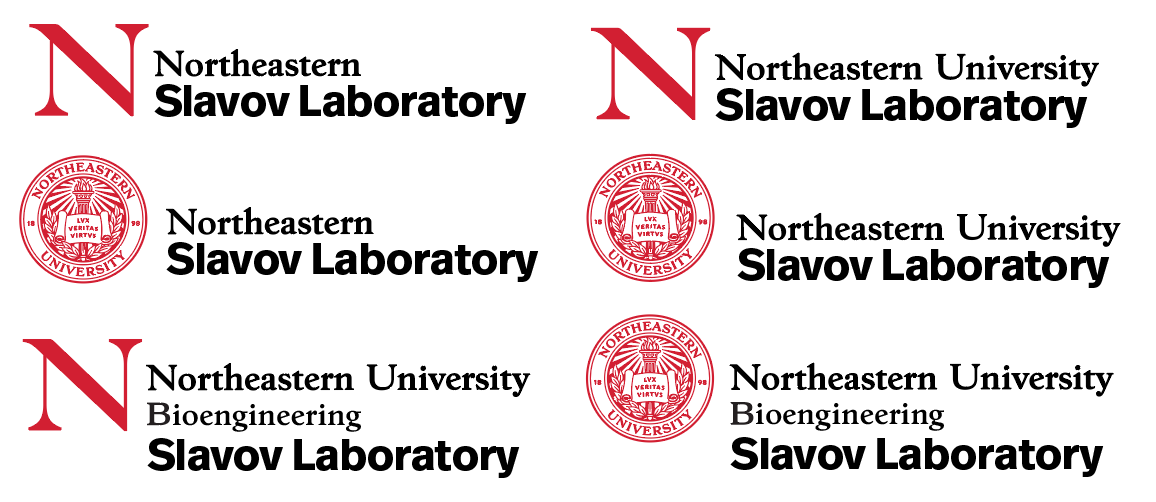 N Northeastern
Slavov Laboratory
N Northeastern University
Slavov Laboratory
NORTHEASTERN
18 98
LVX
VERITAS
VIRTVS
UNIVERSITY
Northeastern
Slavov Laboratory
NORTHEASTERN
18 98
LVX
VERITAS
VIRTVS
UNIVERSITY
Northeastern University
Slavov Laboratory
N Northeastern University
Bioengineering
Slavov Laboratory
NORTHEASTERN
18 98
LVX
VERITAS
VIRTVS
UNIVERSITY
Northeastern University
Bioengineering
Slavov Laboratory